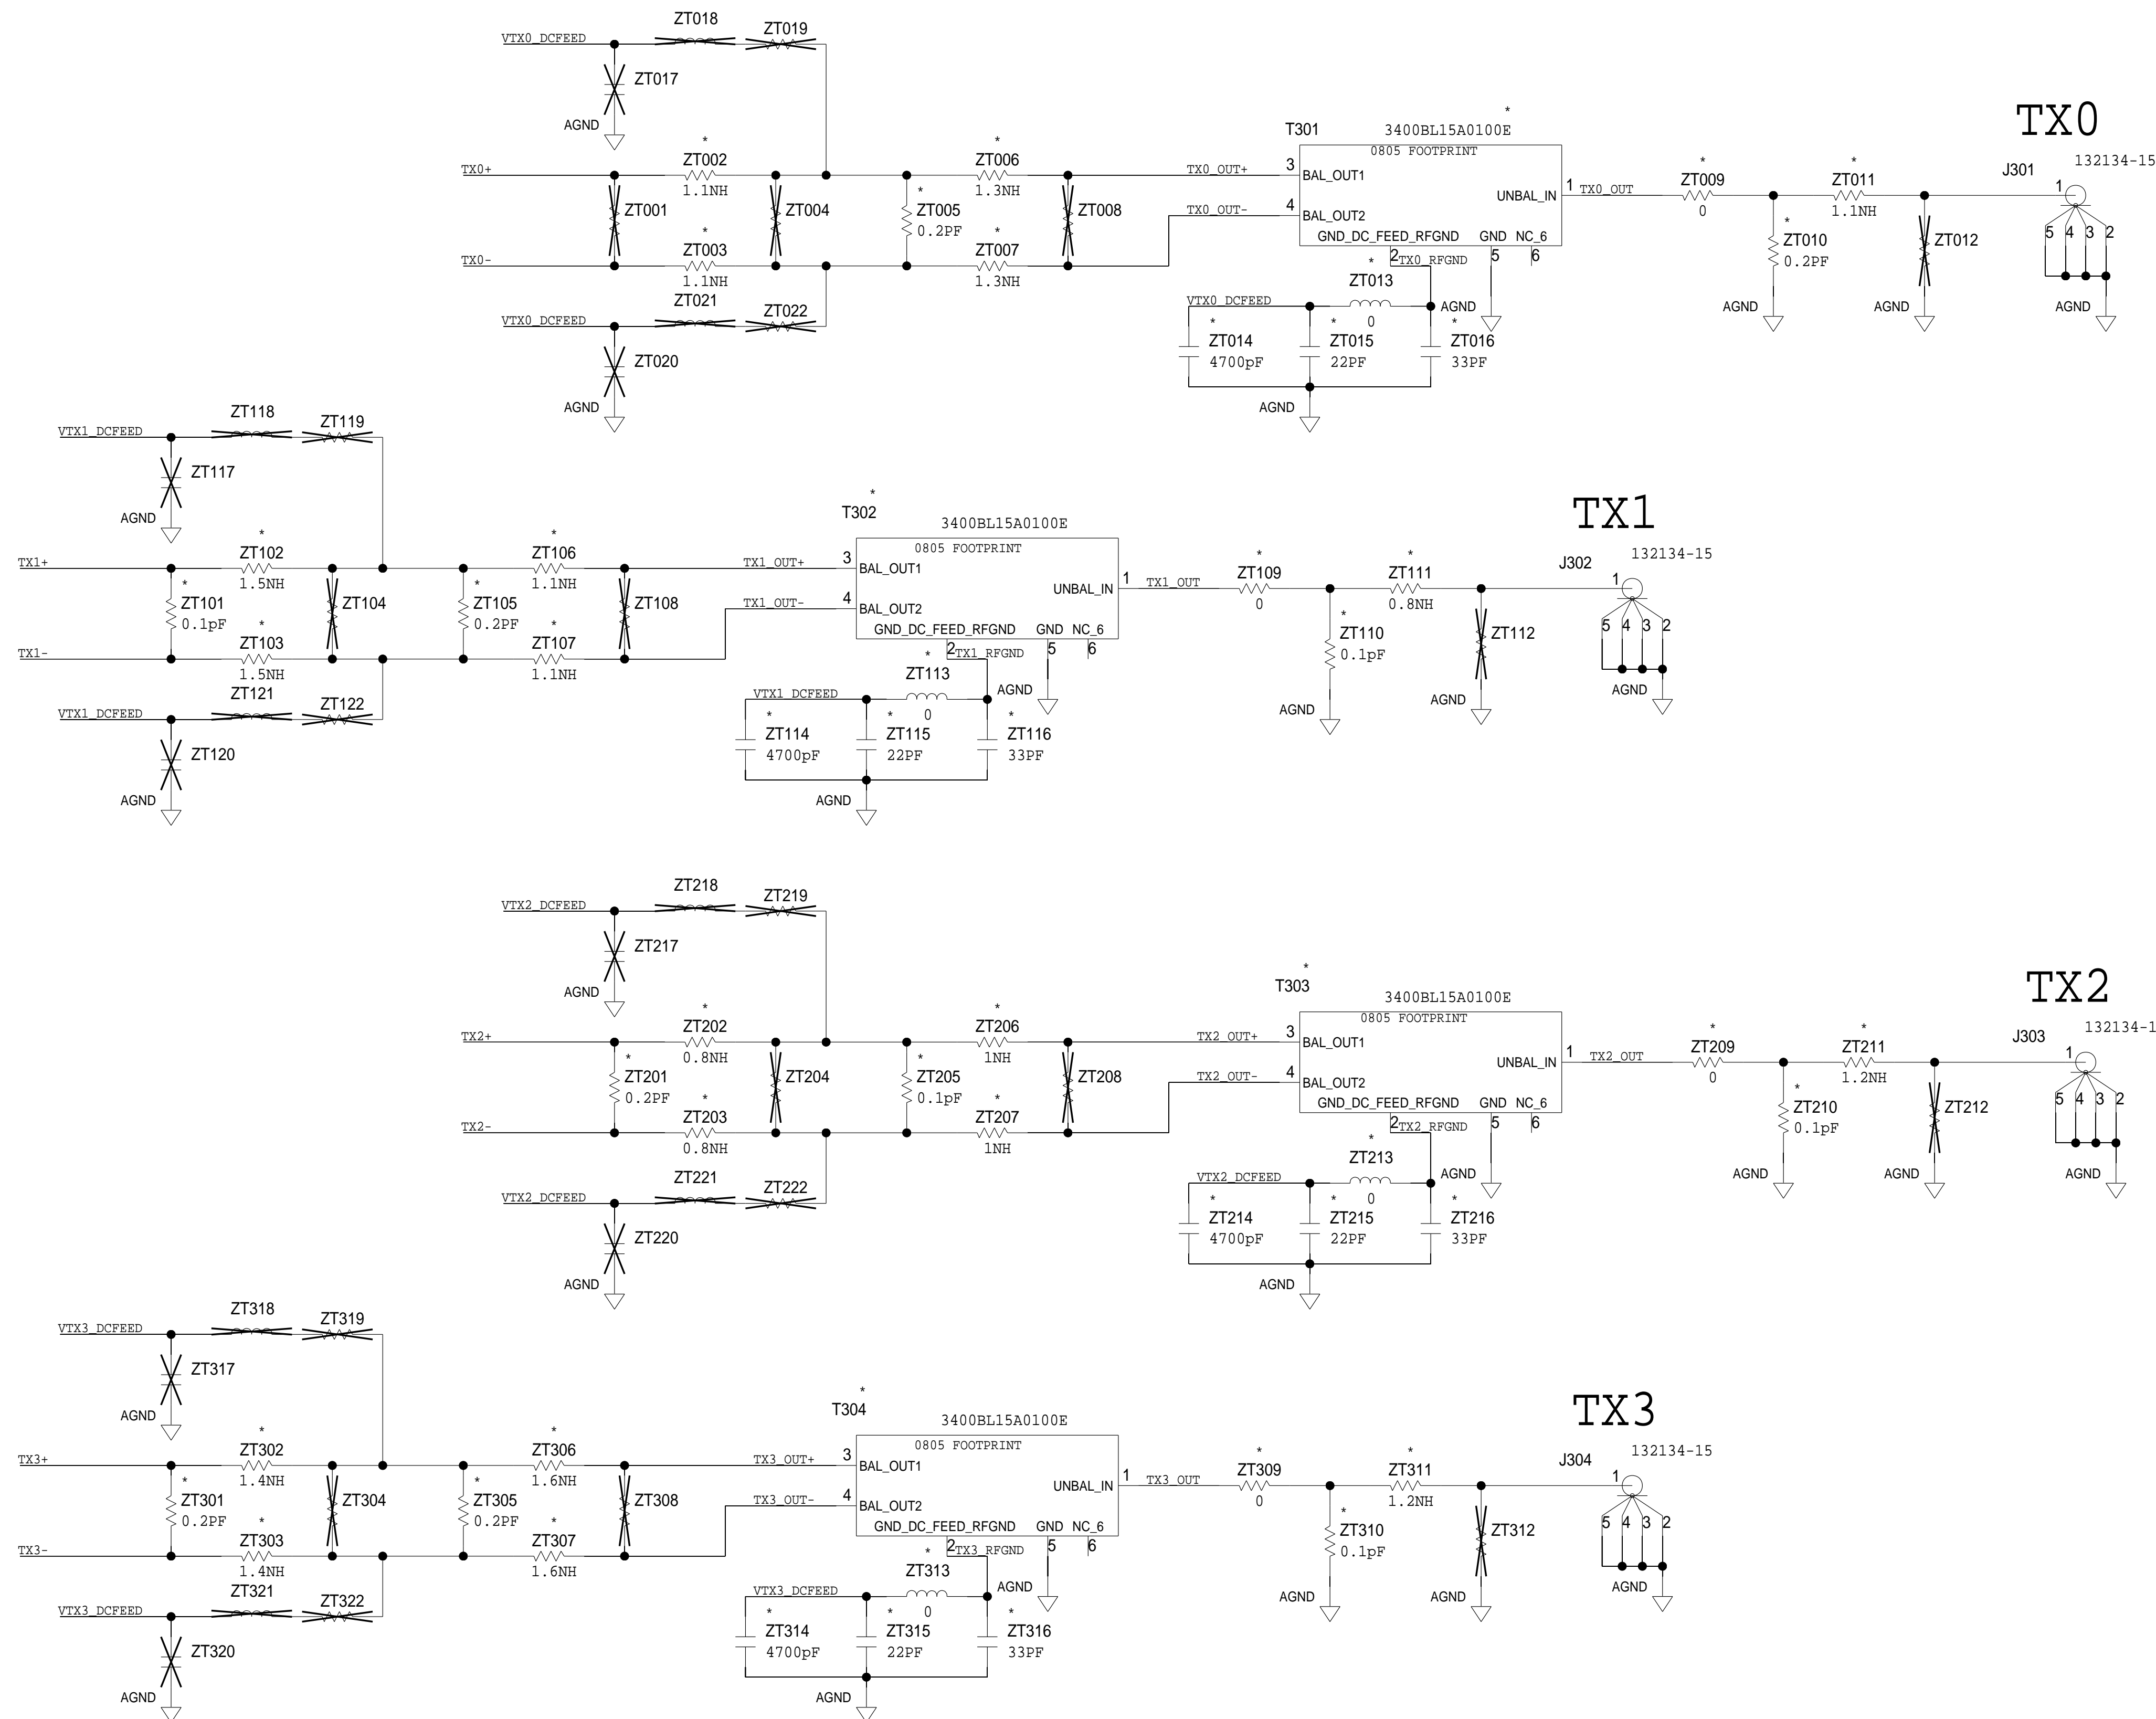 TX0
VTX0_DCFEED
ZT018
ZT019
ZT017
AGND
TX0+
*
ZT002
1.1NH
ZT001
ZT004
*
ZT005
0.2PF
*
ZT006
1.3NH
ZT008
TX0-
*
ZT003
1.1NH
*
ZT007
1.3NH
VTX0_DCFEED
ZT021
ZT022
ZT020
AGND
TX0_OUT+
TX0_OUT-
T301
*
3400BL15A0100E
0805 FOOTPRINT
3
BAL_OUT1
4
BAL_OUT2
UNBAL_IN
1
GND_DC_FEED_RFGND
GND
NC_6
2
5
6
TX0_RFGND
*
ZT013
0
AGND
VTX0_DCFEED
*
ZT014
4700pF
*
ZT015
22PF
*
ZT016
33PF
AGND
TX0_OUT
*
ZT009
0
*
ZT010
0.2PF
AGND
*
ZT011
1.1NH
ZT012
AGND
J301
132134-15
1
5 4 3 2
AGND
TX1
VTX1_DCFEED
ZT118
ZT119
ZT117
AGND
TX1+
*
ZT102
1.5NH
*
ZT101
0.1pF
ZT104
*
ZT105
0.2PF
*
ZT106
1.1NH
ZT108
TX1-
*
ZT103
1.5NH
*
ZT107
1.1NH
VTX1_DCFEED
ZT121
ZT122
ZT120
AGND
TX1_OUT+
TX1_OUT-
*
T302
3400BL15A0100E
0805 FOOTPRINT
3
BAL_OUT1
4
BAL_OUT2
UNBAL_IN
1
GND_DC_FEED_RFGND
GND
NC_6
2
5
6
TX1_RFGND
*
ZT113
0
AGND
VTX1_DCFEED
*
ZT114
4700pF
*
ZT115
22PF
*
ZT116
33PF
AGND
TX1_OUT
*
ZT109
0
*
ZT110
0.1pF
AGND
*
ZT111
0.8NH
ZT112
AGND
J302
132134-15
1
5 4 3 2
AGND
TX2
VTX2_DCFEED
ZT218
ZT219
ZT217
AGND
TX2+
*
ZT202
0.8NH
*
ZT201
0.2PF
ZT204
*
ZT205
0.1pF
*
ZT206
1NH
ZT208
TX2-
*
ZT203
0.8NH
*
ZT207
1NH
VTX2_DCFEED
ZT221
ZT222
ZT220
AGND
TX2_OUT+
TX2_OUT-
*
T303
3400BL15A0100E
0805 FOOTPRINT
3
BAL_OUT1
4
BAL_OUT2
UNBAL_IN
1
GND_DC_FEED_RFGND
GND
NC_6
2
5
6
TX2_RFGND
*
ZT213
0
AGND
VTX2_DCFEED
*
ZT214
4700pF
*
ZT215
22PF
*
ZT216
33PF
AGND
TX2_OUT
*
ZT209
0
*
ZT210
0.1pF
AGND
*
ZT211
1.2NH
ZT212
AGND
J303
132134-1
1
5 4 3 2
AGND
TX3
VTX3_DCFEED
ZT318
ZT319
ZT317
AGND
TX3+
*
ZT302
1.4NH
*
ZT301
0.2PF
ZT304
*
ZT305
0.2PF
*
ZT306
1.6NH
ZT308
TX3-
*
ZT303
1.4NH
*
ZT307
1.6NH
VTX3_DCFEED
ZT321
ZT322
ZT320
AGND
TX3_OUT+
TX3_OUT-
*
T304
3400BL15A0100E
0805 FOOTPRINT
3
BAL_OUT1
4
BAL_OUT2
UNBAL_IN
1
GND_DC_FEED_RFGND
GND
NC_6
2
5
6
TX3_RFGND
*
ZT313
0
AGND
VTX3_DCFEED
*
ZT314
4700pF
*
ZT315
22PF
*
ZT316
33PF
AGND
TX3_OUT
*
ZT309
0
*
ZT310
0.1pF
AGND
*
ZT311
1.2NH
ZT312
AGND
J304
132134-15
1
5 4 3 2
AGND